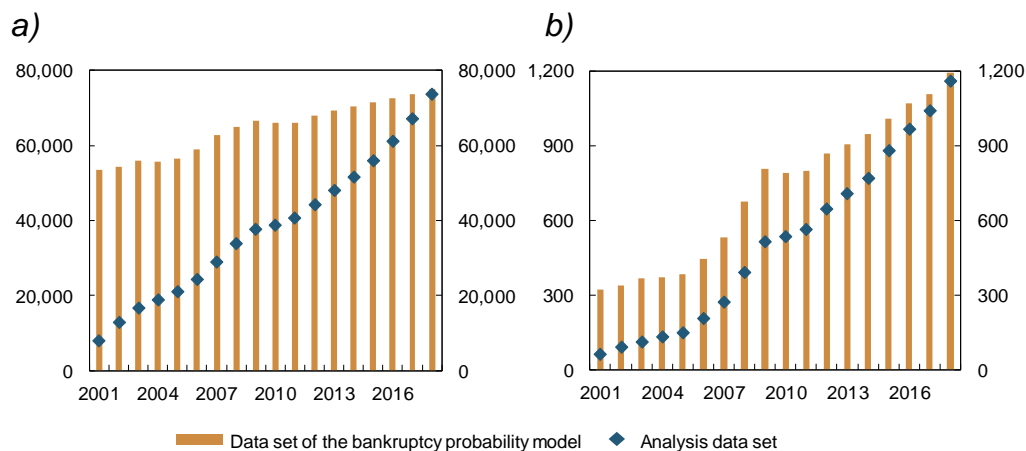 a)
b)
80,000 80,000 1,200 1,200
60,000 60,000 900 900
40,000 40,000 600 600
20,000 20,000 300 300
0 0 0 0
2001 2004 2007 2010 2013 2016 2001 2004 2007 2010 2013 2016
Data set of the bankruptcy probability model Analysis data set